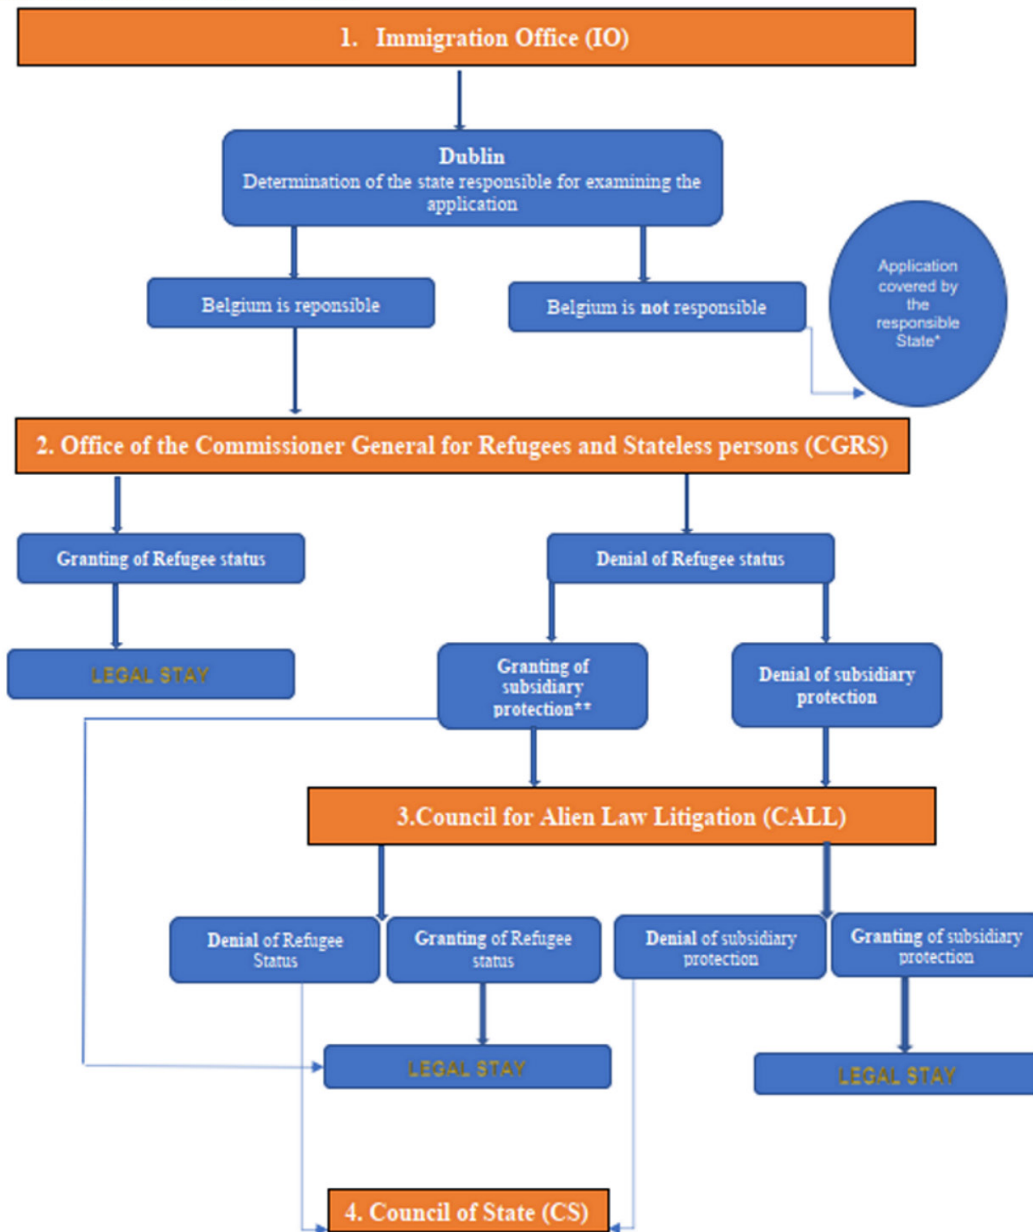 1. Immigration Office (IO)
Dublin
Determination of the state responsible for examining the
application
Application
covered by
the
responsible
State*
Belgium is reponsible
Belgium is not responsible
2. Office of the Commissioner General for Refugees and Stateless persons (CGRS)
Granting of Refugee status
Denial of Refugee status
LEGAL STAY
Granting of
subsidiary
protection**
Denial of subsidiary
protection
3.Council for Alien Law Litigation (CALL)
Denial of Refugee
Status
Granting of Refugee
status
Denial of subsidiary
protection
Granting of subsidiary
protection
LEGAL STAY
LEGAL STAY
4. Council of State (CS)